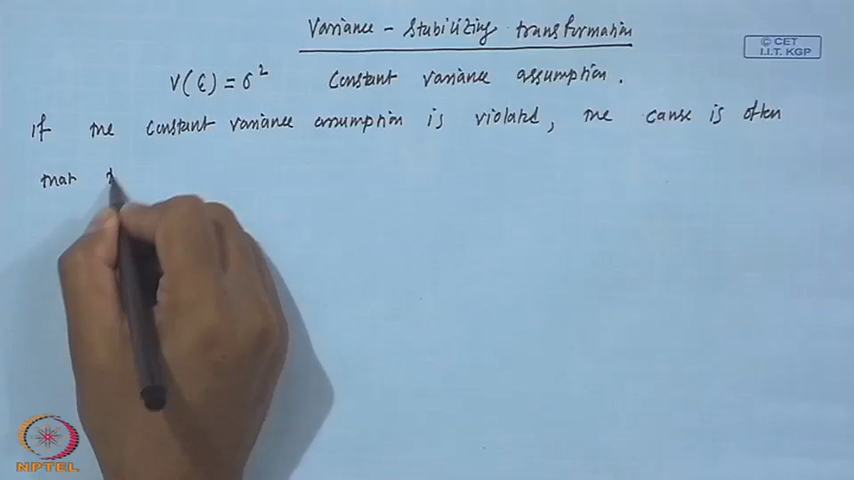 Variance - Stabilizing transformation
© CET
I.I.T. KGP
V(ε) = σ² Constant variance assumption.
If the constant variance assumption is violated, the cause is often
that
NPTEL